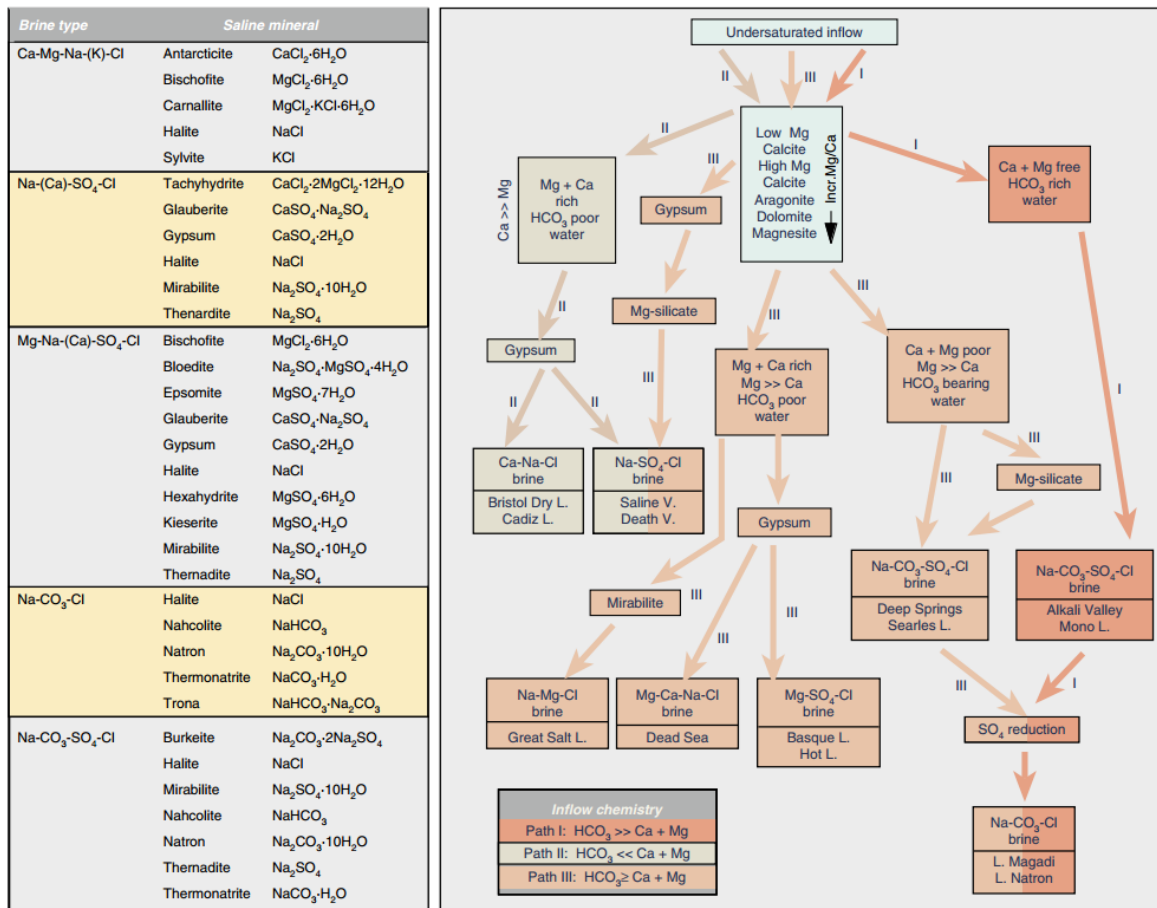 Brine type Saline mineral
Ca-Mg-Na-(K)-Cl Antarcticite CaCl₂·6H₂O
Bischofite MgCl₂·6H₂O
Carnallite MgCl₂·KCl·6H₂O
Halite NaCl
Sylvite KCl
Na-(Ca)-SO₄-Cl Tachyhydrite CaCl₂·2MgCl₂·12H₂O
Glauberite CaSO₄·Na₂SO₄
Gypsum CaSO₄·2H₂O
Halite NaCl
Mirabilite Na₂SO₄·10H₂O
Thenardite Na₂SO₄
Mg-Na-(Ca)-SO₄-Cl Bischofite MgCl₂·6H₂O
Bloedite Na₂SO₄·MgSO₄·4H₂O
Epsomite MgSO₄·7H₂O
Glauberite CaSO₄·Na₂SO₄
Gypsum CaSO₄·2H₂O
Halite NaCl
Hexahydrite MgSO₄·6H₂O
Kieserite MgSO₄·H₂O
Mirabilite Na₂SO₄·10H₂O
Thernadite Na₂SO₄
Na-CO₃-Cl Halite NaCl
Nahcolite NaHCO₃
Natron Na₂CO₃·10H₂O
Thermonatrite NaCO₃·H₂O
Trona NaHCO₃·Na₂CO₃
Na-CO₃-SO₄-Cl Burkeite Na₂CO₃·2Na₂SO₄
Halite NaCl
Mirabilite Na₂SO₄·10H₂O
Nahcolite NaHCO₃
Natron Na₂CO₃·10H₂O
Thernadite Na₂SO₄
Thermonatrite NaCO₃·H₂O
Undersaturated inflow
II
III
I
Low Mg
Calcite
High Mg
Calcite
Aragonite
Dolomite
Magnesite
Incr.Mg/Ca
II
III
I
Ca >> Mg
Mg + Ca
rich
HCO₃ poor
water
Gypsum
Ca + Mg free
HCO₃ rich
water
II
Mg-silicate
III
III
Gypsum
III
Mg + Ca rich
Mg >> Ca
HCO₃ poor
water
Ca + Mg poor
Mg >> Ca
HCO₃ bearing
water
I
II
II
III
III
Mg-silicate
Ca-Na-Cl
brine
Bristol Dry L.
Cadiz L.
Na-SO₄-Cl
brine
Saline V.
Death V.
Gypsum
Na-CO₃-SO₄-Cl
brine
Deep Springs
Searles L.
Na-CO₃-SO₄-Cl
brine
Alkali Valley
Mono L.
Mirabilite
III
III
III
Na-Mg-Cl
brine
Great Salt L.
Mg-Ca-Na-Cl
brine
Dead Sea
Mg-SO₄-Cl
brine
Basque L.
Hot L.
III
I
SO₄ reduction
Na-CO₃-Cl
brine
L. Magadi
L. Natron
Inflow chemistry
Path I: HCO₃ >> Ca + Mg
Path II: HCO₃ << Ca + Mg
Path III: HCO₃≥ Ca + Mg